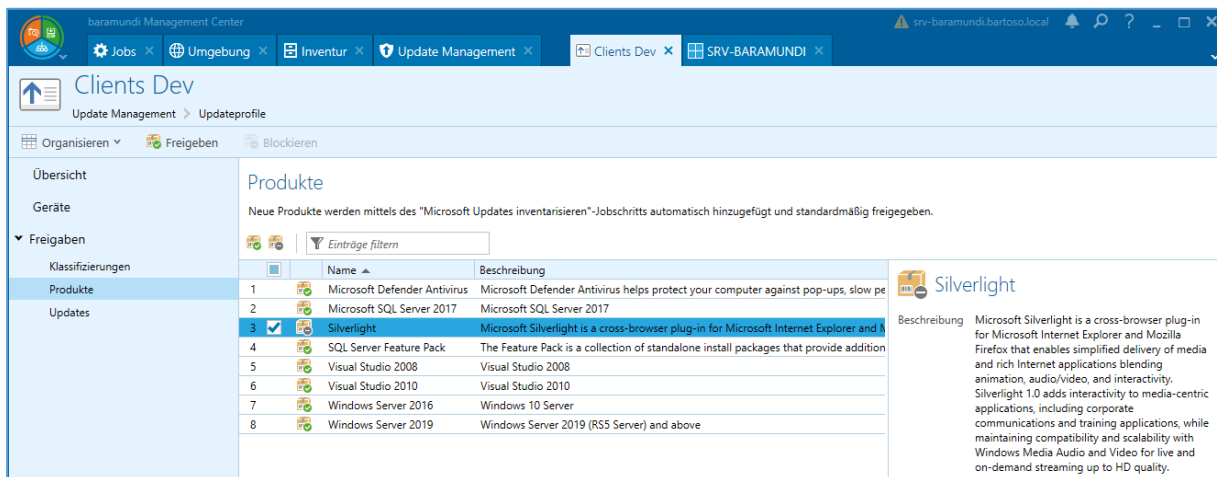 baramundi Management Center
srv-baramundi.bartoso.local
Jobs
Umgebung
Inventur
Update Management
Clients Dev
SRV-BARAMUNDI
Clients Dev
Update Management > Updateprofile
Organisieren
Freigeben
Blockieren
Übersicht
Geräte
Freigaben
Klassifizierungen
Produkte
Updates
Produkte
Neue Produkte werden mittels des "Microsoft Updates inventarisieren"-Jobschritts automatisch hinzugefügt und standardmäßig freigegeben.
Einträge filtern
Name Beschreibung
1 Microsoft Defender Antivirus Microsoft Defender Antivirus helps protect your computer against pop-ups, slow pe
2 Microsoft SQL Server 2017 Microsoft SQL Server 2017
3 Silverlight Microsoft Silverlight is a cross-browser plug-in for Microsoft Internet Explorer and M
4 SQL Server Feature Pack The Feature Pack is a collection of standalone install packages that provide addition
5 Visual Studio 2008 Visual Studio 2008
6 Visual Studio 2010 Visual Studio 2010
7 Windows Server 2016 Windows 10 Server
8 Windows Server 2019 Windows Server 2019 (RS5 Server) and above
Silverlight
Beschreibung Microsoft Silverlight is a cross-browser plug-in
for Microsoft Internet Explorer and Mozilla
Firefox that enables simplified delivery of media
and rich Internet applications blending
animation, audio/video, and interactivity.
Silverlight 1.0 adds interactivity to media-centric
applications, including corporate
communications and training applications, while
maintaining compatibility and scalability with
Windows Media Audio and Video for live and
on-demand streaming up to HD quality.